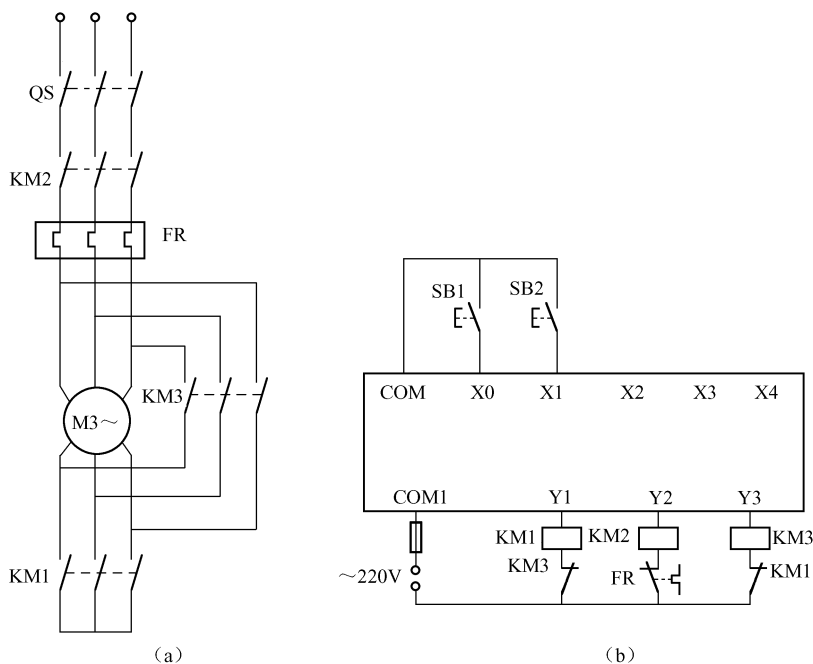 QS
KM2
FR
KM3
M3～
KM1
（a）
SB1 SB2
COM X0 X1 X2 X3 X4
COM1 Y1 Y2 Y3
KM1 KM2 KM3
～220V KM3 FR KM1
（b）